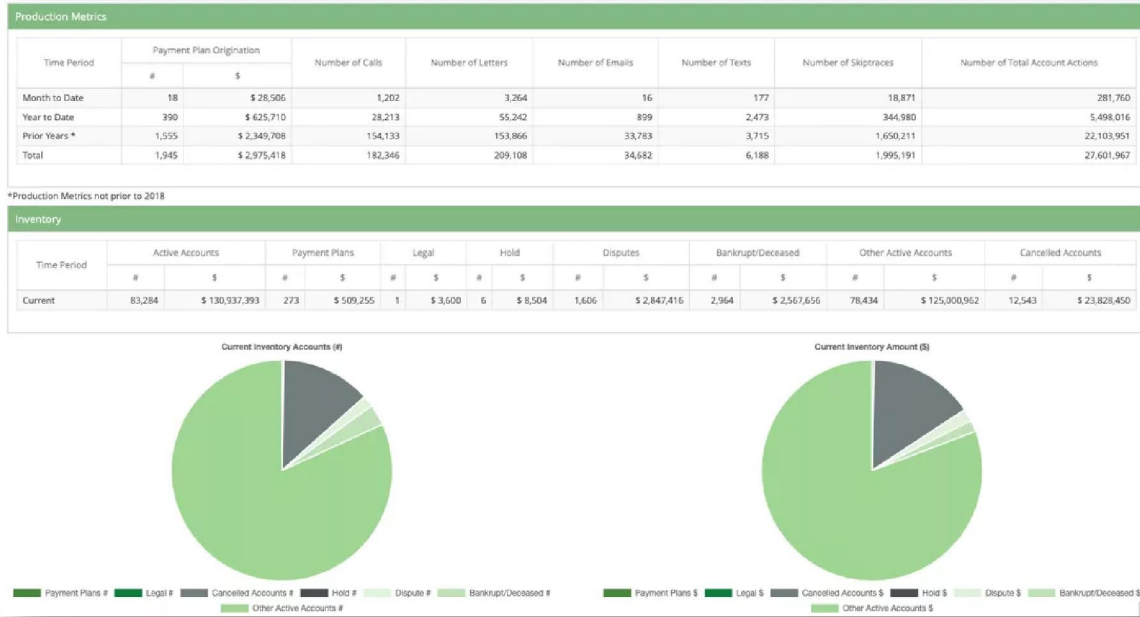 Production Metrics
Time Period Payment Plan Origination Number of Calls Number of Letters Number of Emails Number of Texts Number of Skiptraces Number of Total Account Actions
# $
Month to Date 18 $ 28,506 1,202 3,264 16 177 18,871 281,760
Year to Date 390 $ 625,710 28,213 55,242 899 2,473 344,980 5,498,016
Prior Years * 1,555 $ 2,349,708 154,133 153,866 33,783 3,715 1,650,211 22,103,951
Total 1,945 $ 2,975,418 182,346 209,108 34,682 6,188 1,995,191 27,601,967
*Production Metrics not prior to 2018
Inventory
Time Period Active Accounts Payment Plans Legal Hold Disputes Bankrupt/Deceased Other Active Accounts Cancelled Accounts
# $ # $ # $ # $ # $ # $ # $ # $
Current 83,284 $ 130,937,393 273 $ 509,255 1 $ 3,600 6 $ 8,504 1,606 $ 2,847,416 2,964 $ 2,567,656 78,434 $ 125,000,962 12,543 $ 23,828,450
Current Inventory Accounts (#) Current Inventory Amount ($)
Payment Plans # Legal # Cancelled Accounts # Hold # Dispute # Bankrupt/Deceased # Payment Plans $ Legal $ Cancelled Accounts $ Hold $ Dispute $ Bankrupt/Deceased $
Other Active Accounts # Other Active Accounts $